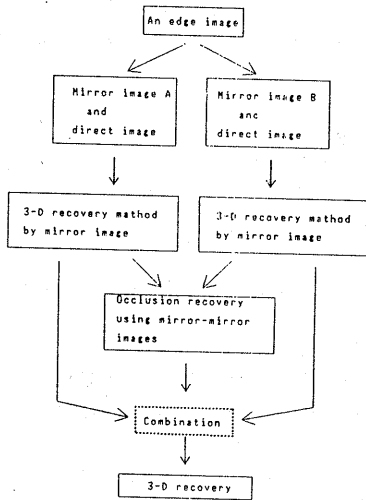 An edge image
Mirror image A
and
direct image
Mirror image B
anc
direct image
3-D recovery mathod
by mirror image
3-D recovery mathod
by mirror image
Occlusion recovery
using mirror-mirror
images
Combination
3-D recovery